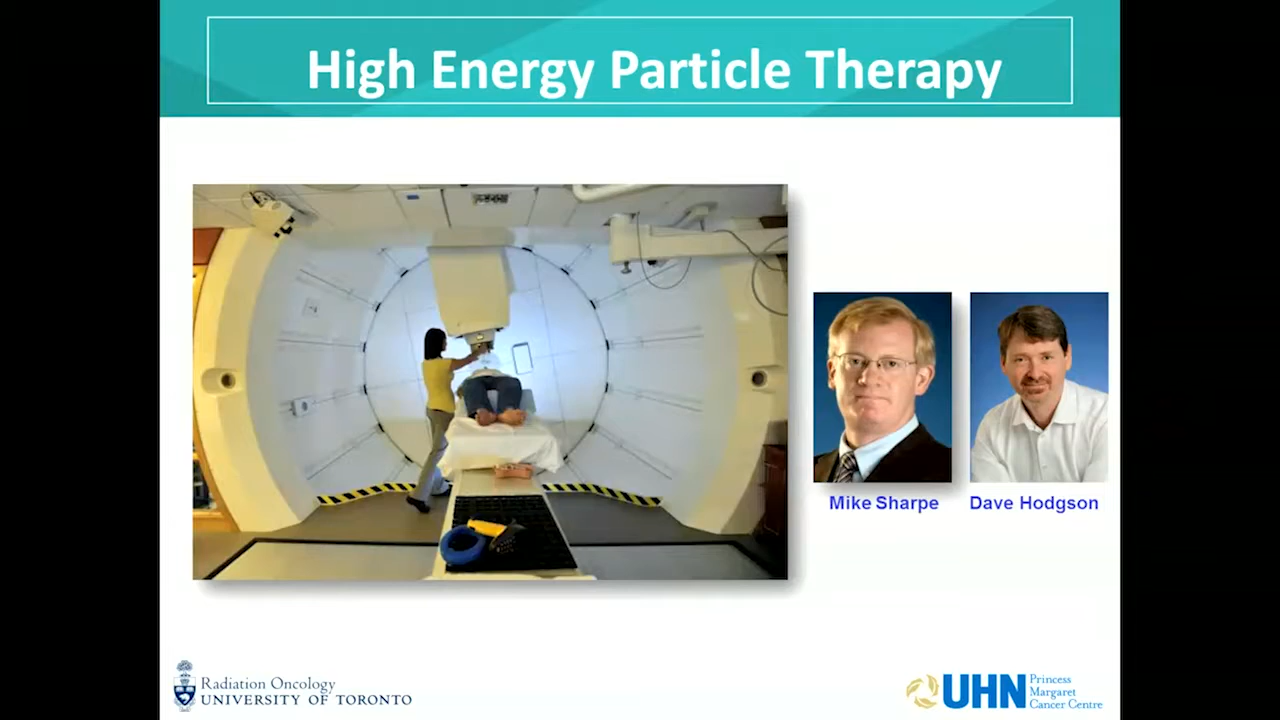 High Energy Particle Therapy
Mike Sharpe
Dave Hodgson
Radiation Oncology
UNIVERSITY OF TORONTO
UHN
Princess
Margaret
Cancer Centre